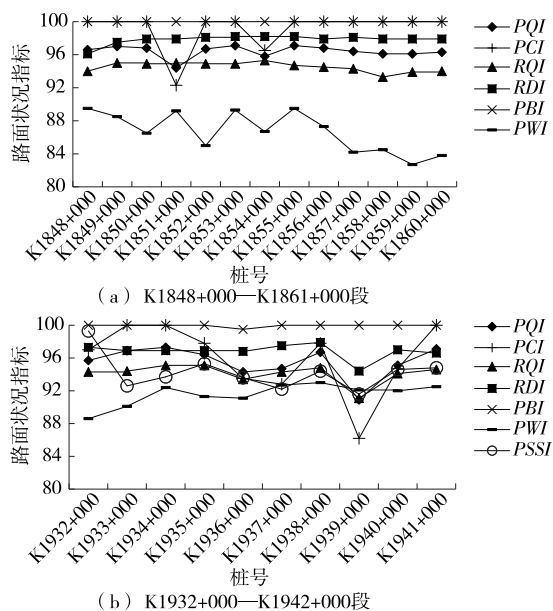 路面状况指标
100
96
92
88
84
80
PQI
PCI
RQI
RDI
PBI
PWI
K1848+000
K1849+000
K1850+000
K1851+000
K1852+000
K1853+000
K1854+000
K1855+000
K1856+000
K1857+000
K1858+000
K1859+000
K1860+000
桩号
(a) K1848+000—K1861+000段
路面状况指标
100
96
92
88
84
80
PQI
PCI
RQI
RDI
PBI
PWI
PSSI
K1932+000
K1933+000
K1934+000
K1935+000
K1936+000
K1937+000
K1938+000
K1939+000
K1940+000
K1941+000
桩号
(b) K1932+000—K1942+000段